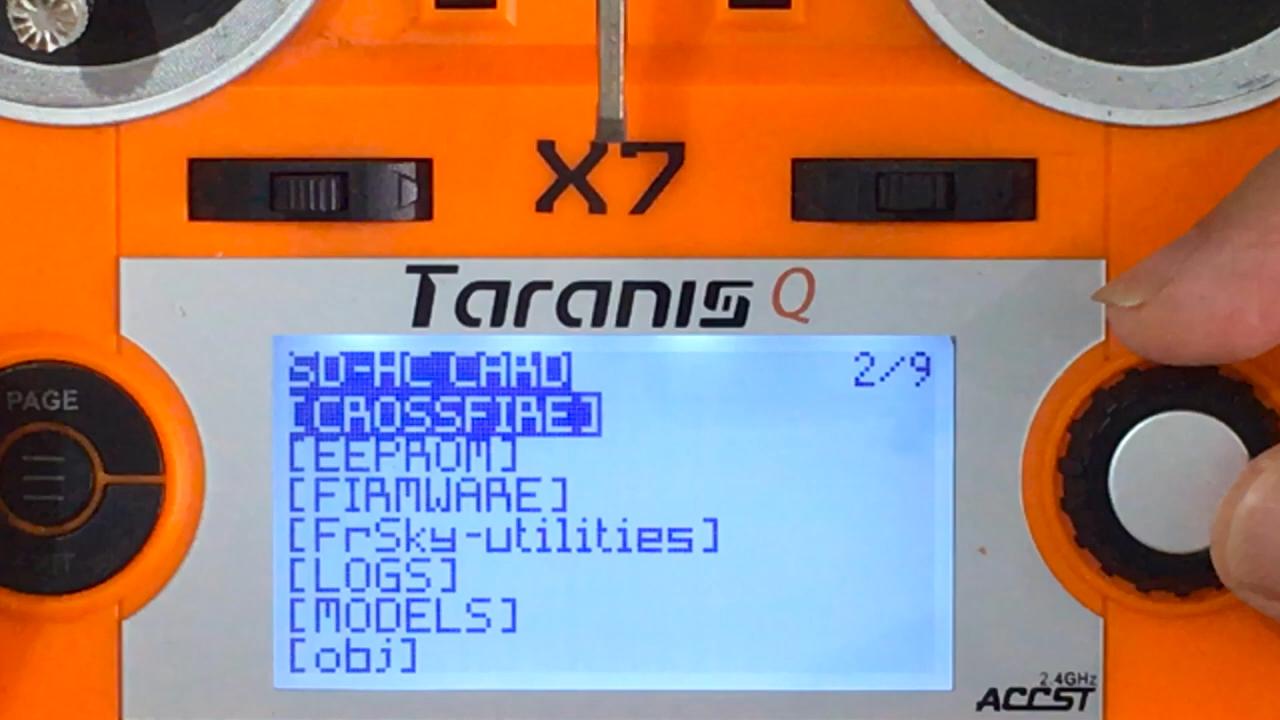 X7
Taranis Q
SD-HC CARD 2/9
[CROSSFIRE]
[EEPROM]
[FIRMWARE]
[FrSky-utilities]
[LOGS]
[MODELS]
[obj]
PAGE
EXIT
2.4GHz
ACCST